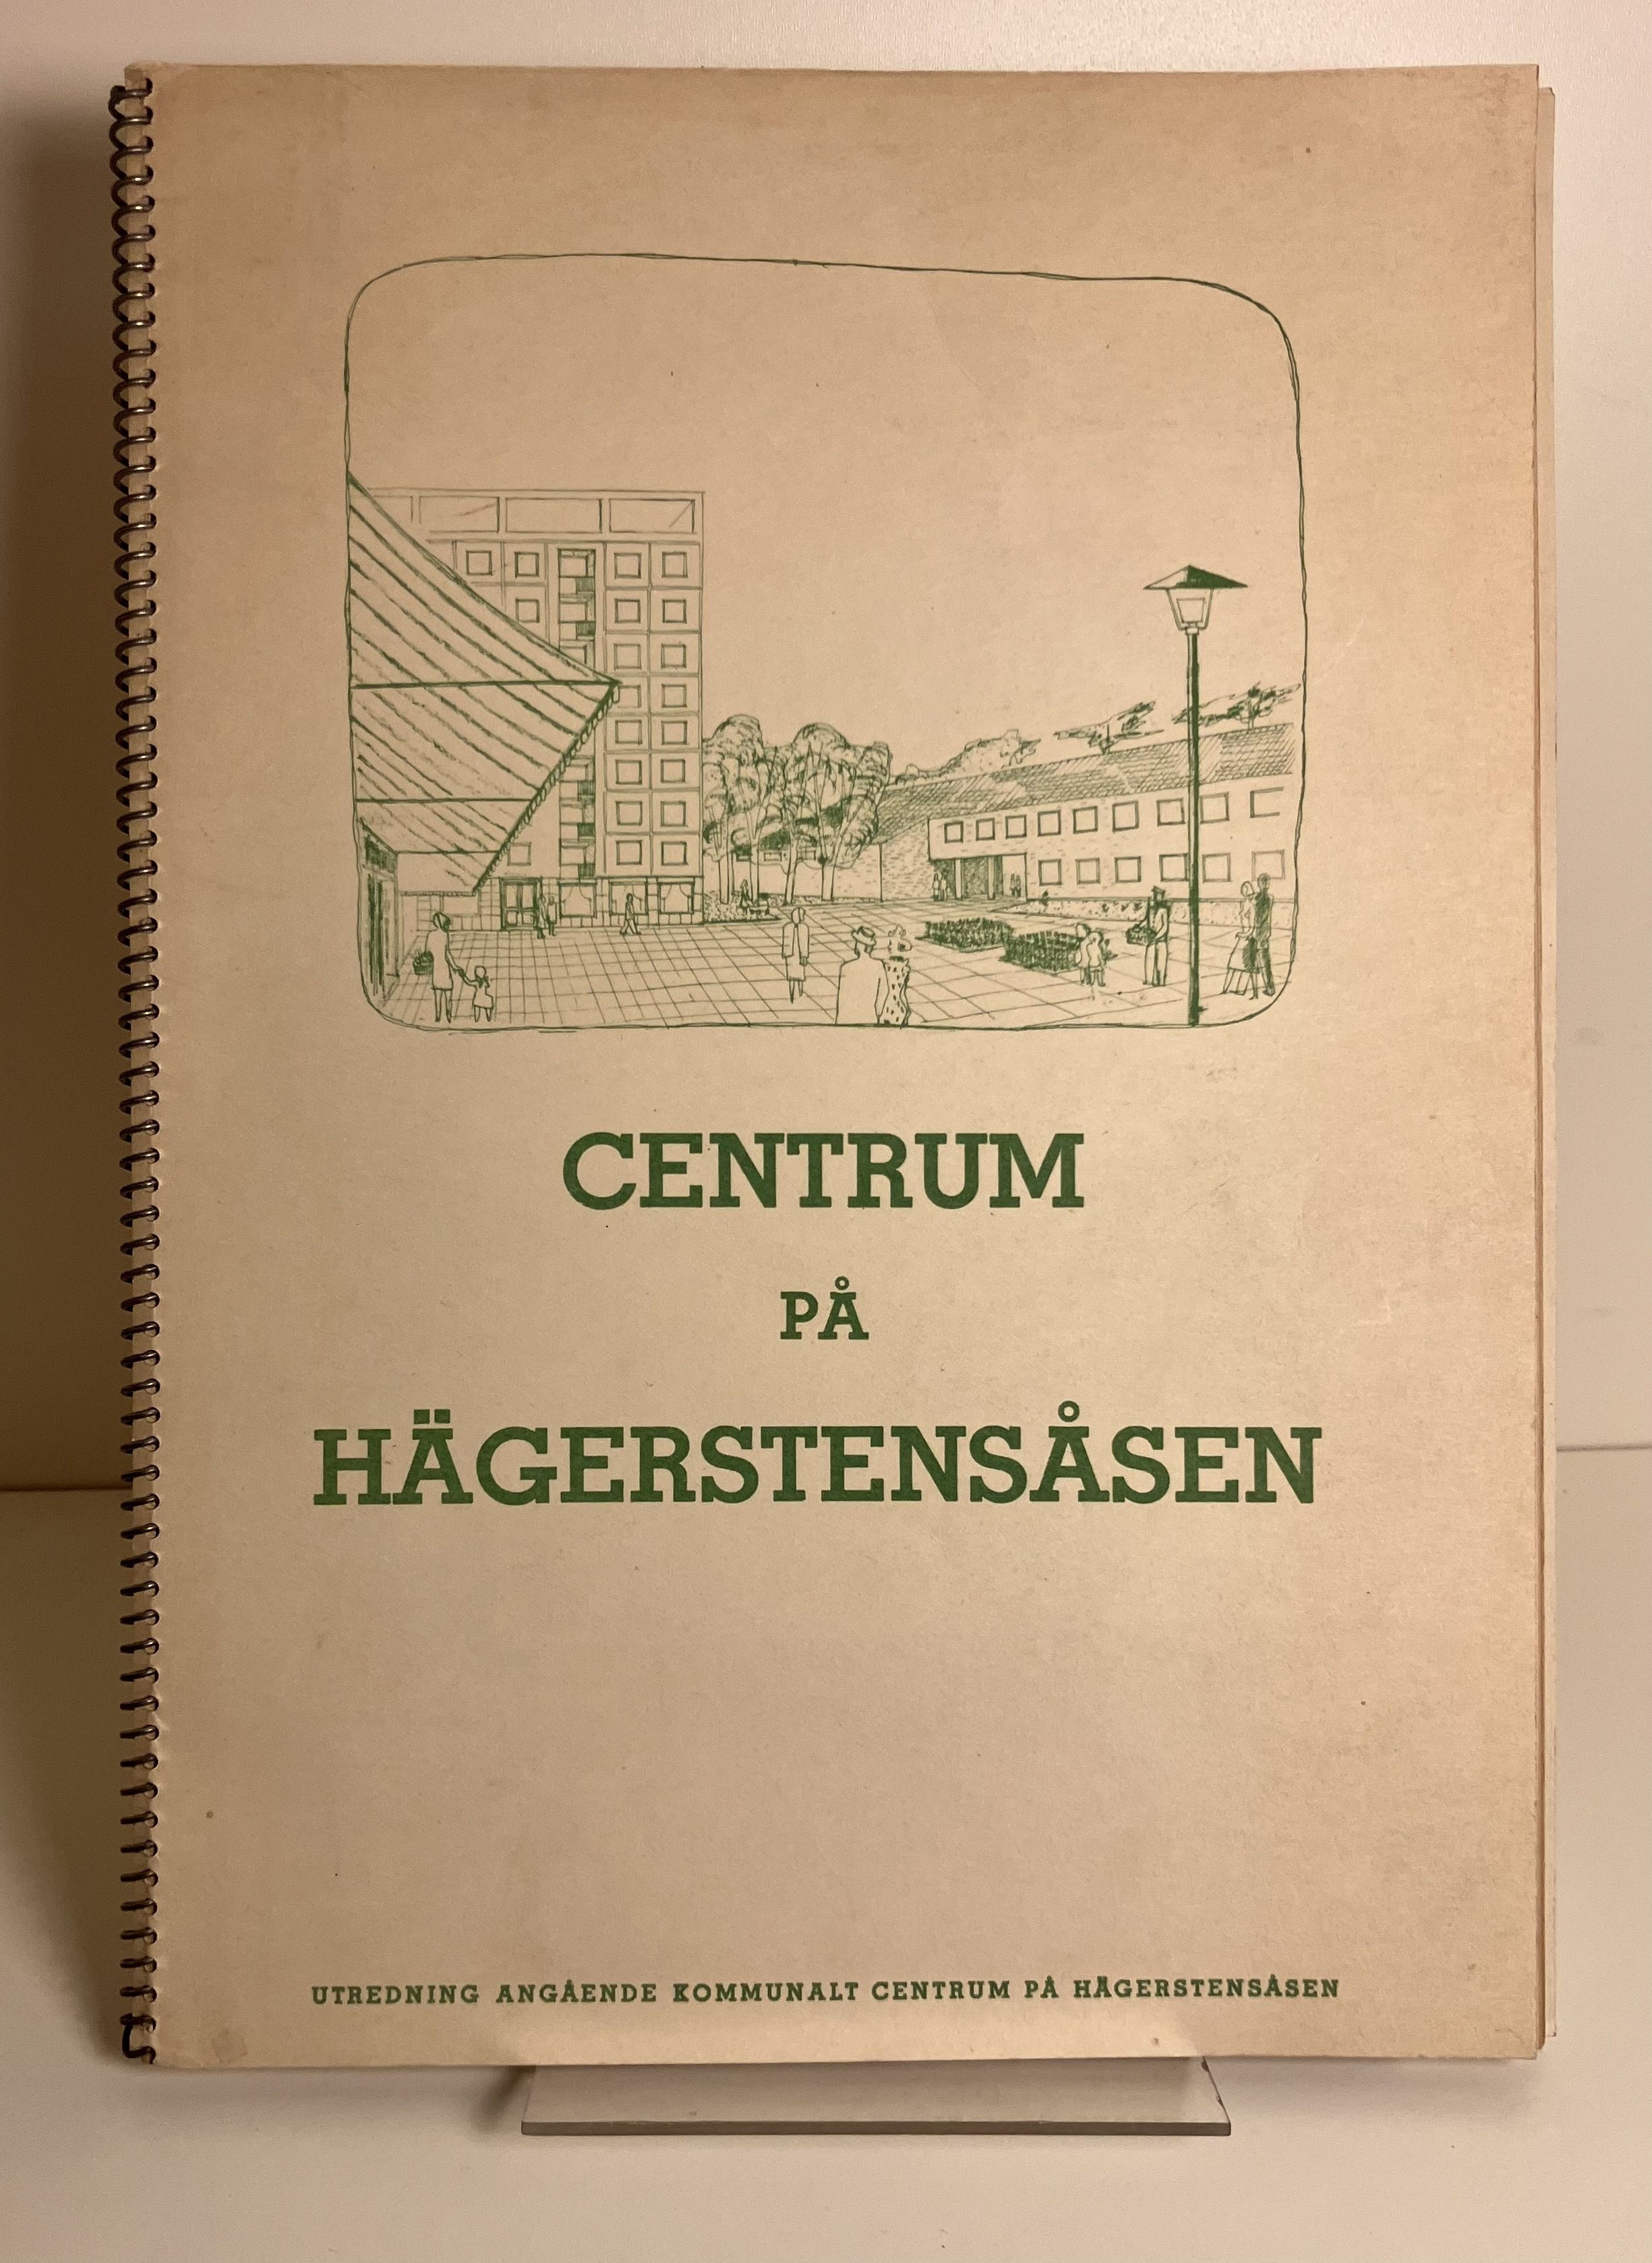 CENTRUM
PÅ
HÄGERSTENSÅSEN
UTREDNING ANGÅENDE KOMMUNALT CENTRUM PÅ HÄGERSTENSÅSEN